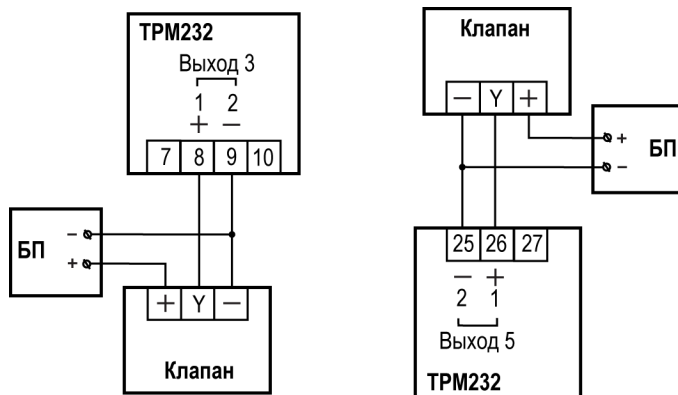 ТРМ232
Выход 3
1 2
+ −
7 8 9 10
БП
−
+
+ Y −
Клапан
Клапан
− Y +
+
−
БП
25 26 27
− +
2 1
Выход 5
ТРМ232